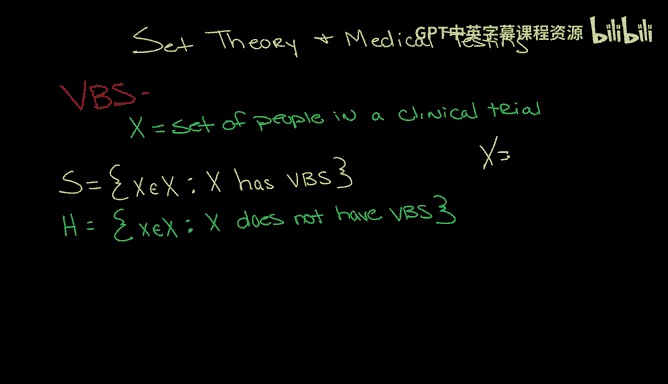 Set Theory & Medical Testing
GPT中英字幕课程资源 bilibili
VBS-
X = set of people in a clinical trial
S = {x∈X : X has VBS}
X=
H = {x∈X : X does not have VBS}